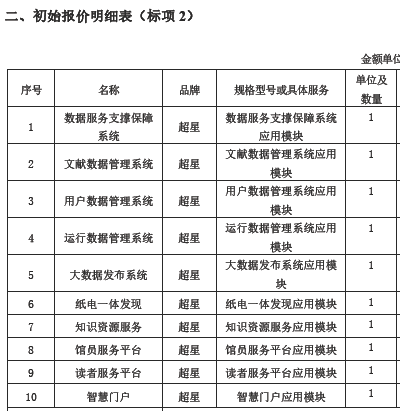 二、初始报价明细表（标项 2）
金额单位
序号 名称 品牌 规格型号或具体服务 单位及数量
1 数据服务支撑保障系统 超星 数据服务支撑保障系统应用模块 1
2 文献数据管理系统 超星 文献数据管理系统应用模块 1
3 用户数据管理系统 超星 用户数据管理系统应用模块 1
4 运行数据管理系统 超星 运行数据管理系统应用模块 1
5 大数据发布系统 超星 大数据发布系统应用模块 1
6 纸电一体发现 超星 纸电一体发现应用模块 1
7 知识资源服务 超星 知识资源服务应用模块 1
8 馆员服务平台 超星 馆员服务平台应用模块 1
9 读者服务平台 超星 读者服务平台应用模块 1
10 智慧门户 超星 智慧门户应用模块 1